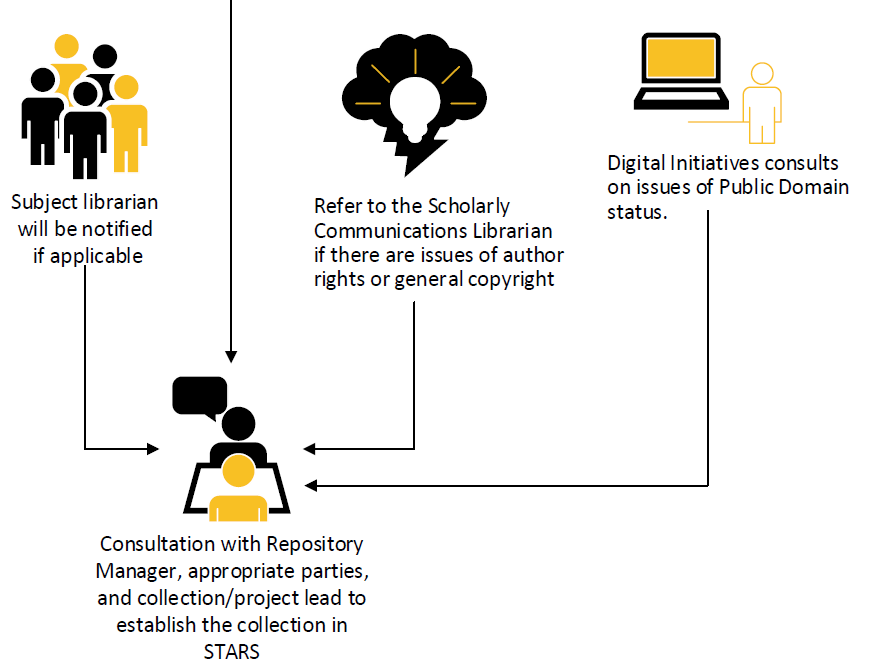 Subject librarian
will be notified
if applicable
Refer to the Scholarly
Communications Librarian
if there are issues of author
rights or general copyright
Digital Initiatives consults
on issues of Public Domain
status.
Consultation with Repository
Manager, appropriate parties,
and collection/project lead to
establish the collection in
STARS